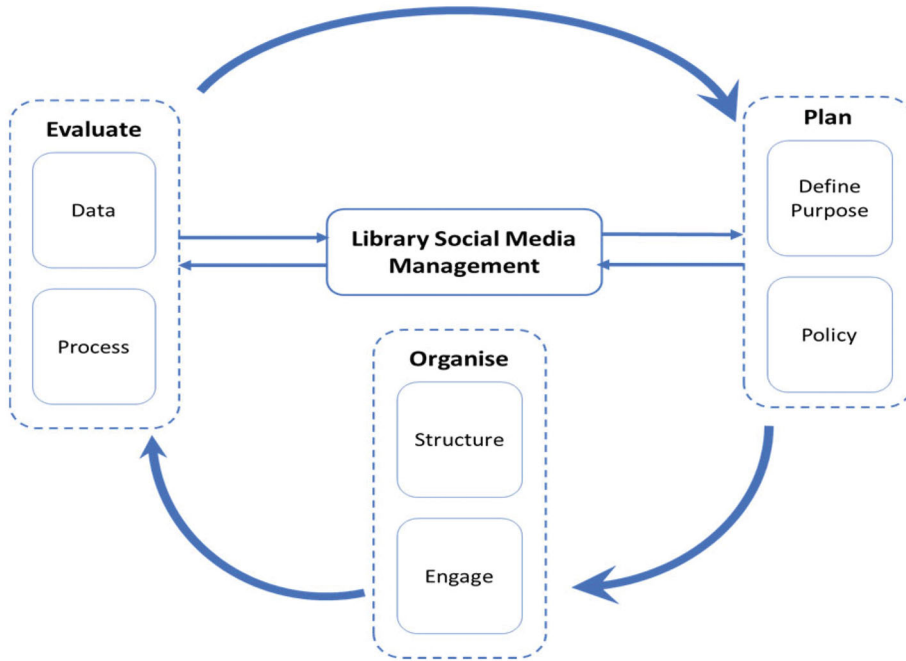 Evaluate
Data
Process
Library Social Media
Management
Organise
Structure
Engage
Plan
Define
Purpose
Policy